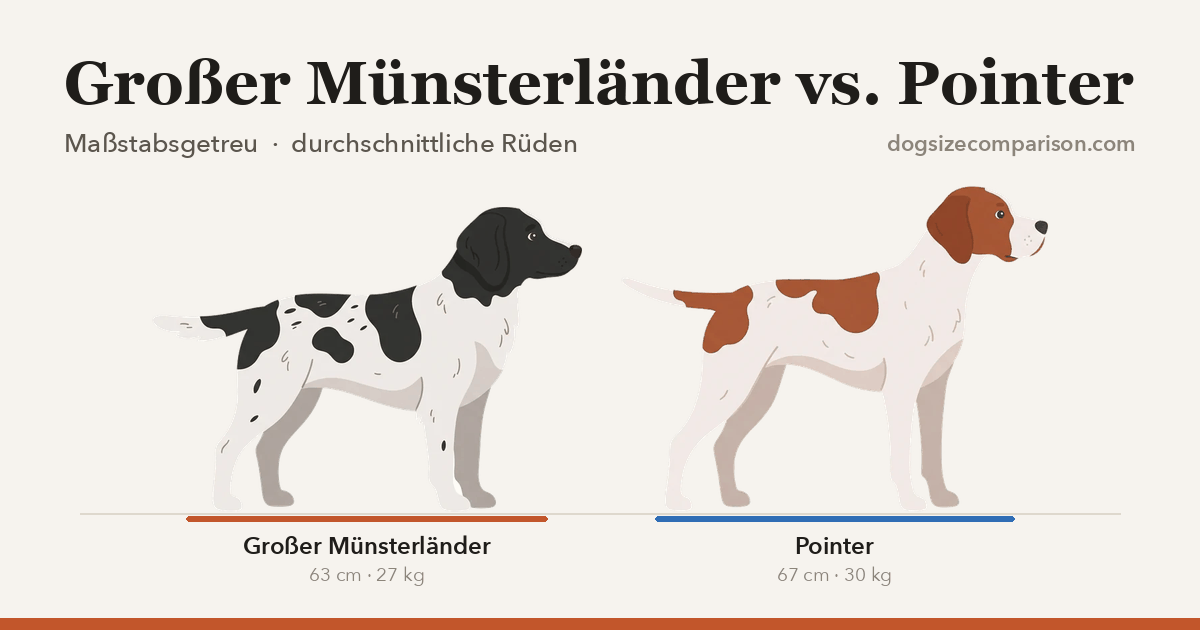 Großer Münsterländer vs. Pointer
Maßstabsgetreu · durchschnittliche Rüden
dogsizecomparison.com
Großer Münsterländer
63 cm · 27 kg
Pointer
67 cm · 30 kg